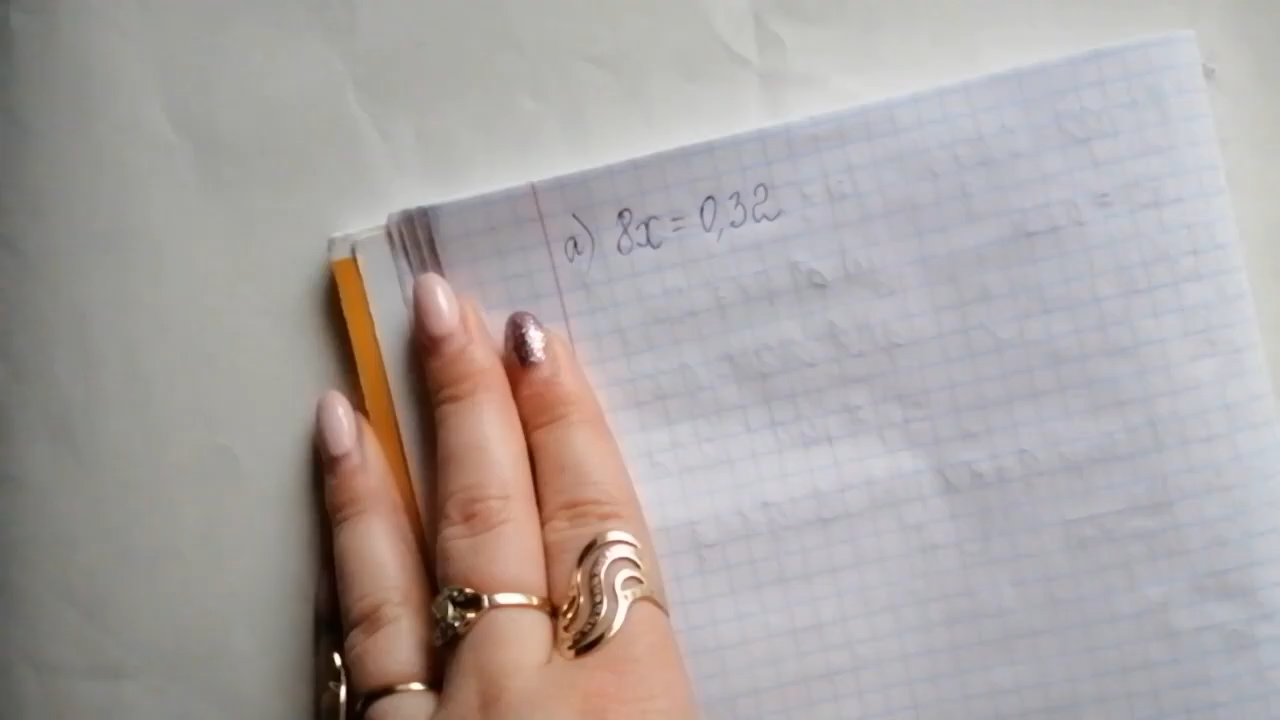 а) 8x = 0,32